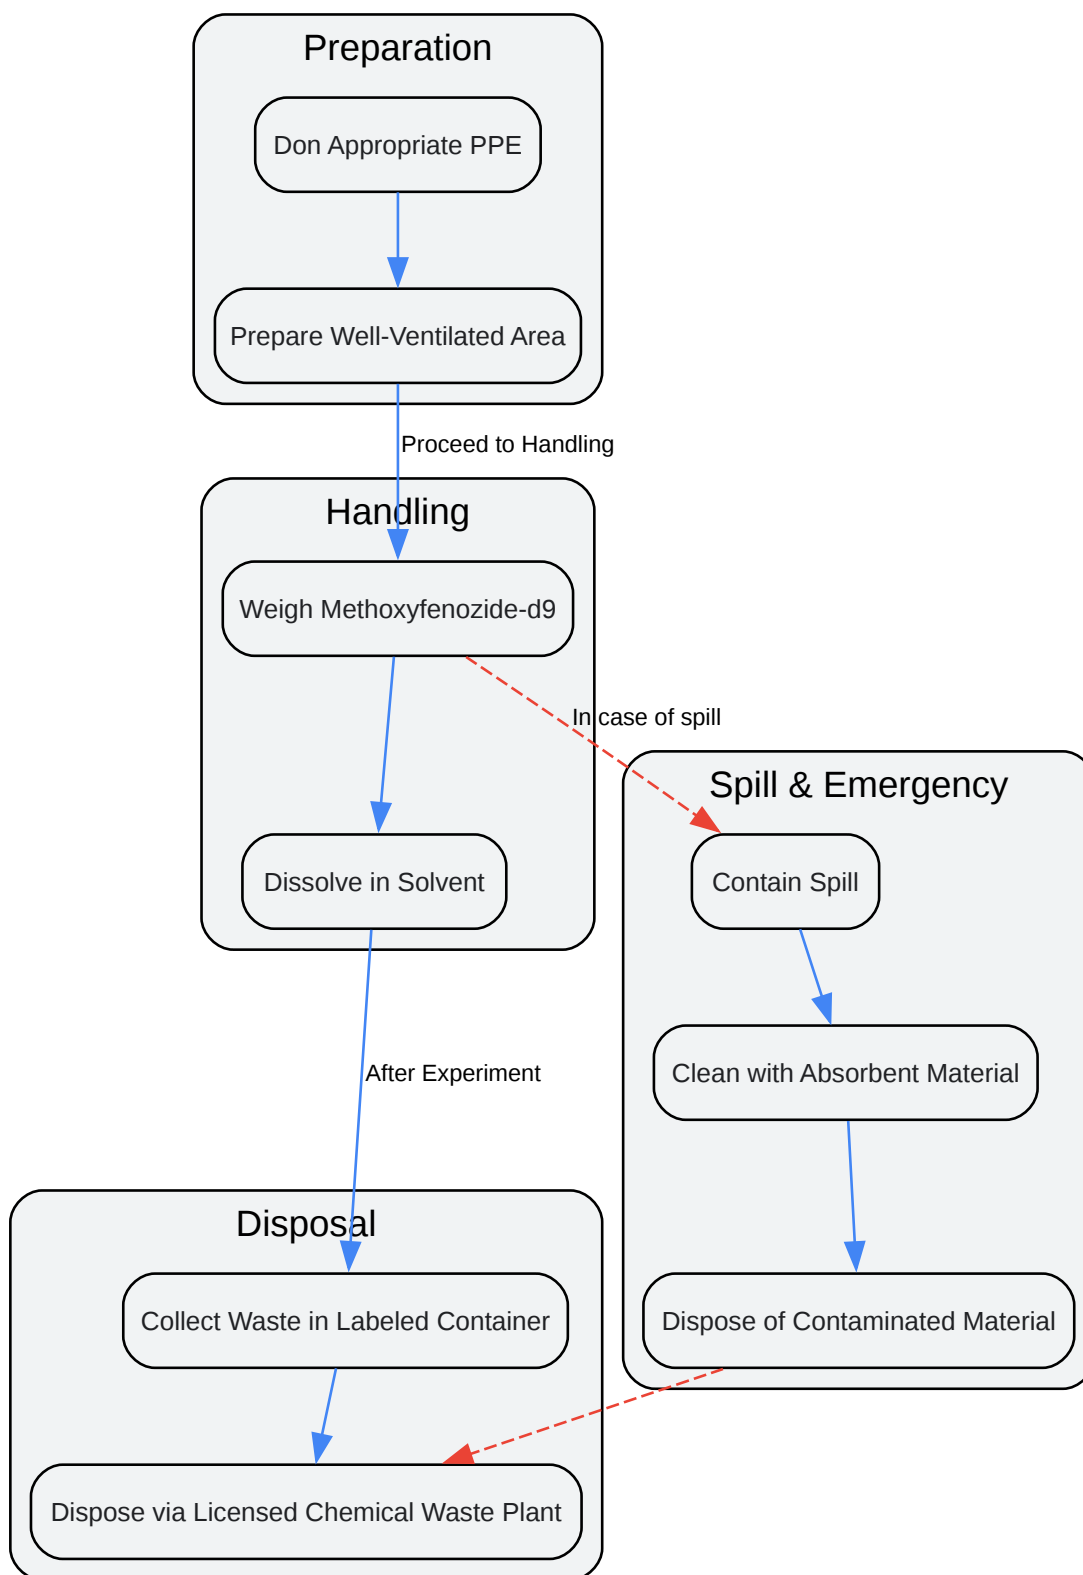 Preparation
Don Appropriate PPE
Prepare Well-Ventilated Area
Proceed to Handling
Handling
Weigh Methoxyfenozide-d9
In case of spill
Spill & Emergency
Dissolve in Solvent
Contain Spill
After Experiment
Clean with Absorbent Material
Disposal
Collect Waste in Labeled Container
Dispose of Contaminated Material
Dispose via Licensed Chemical Waste Plant